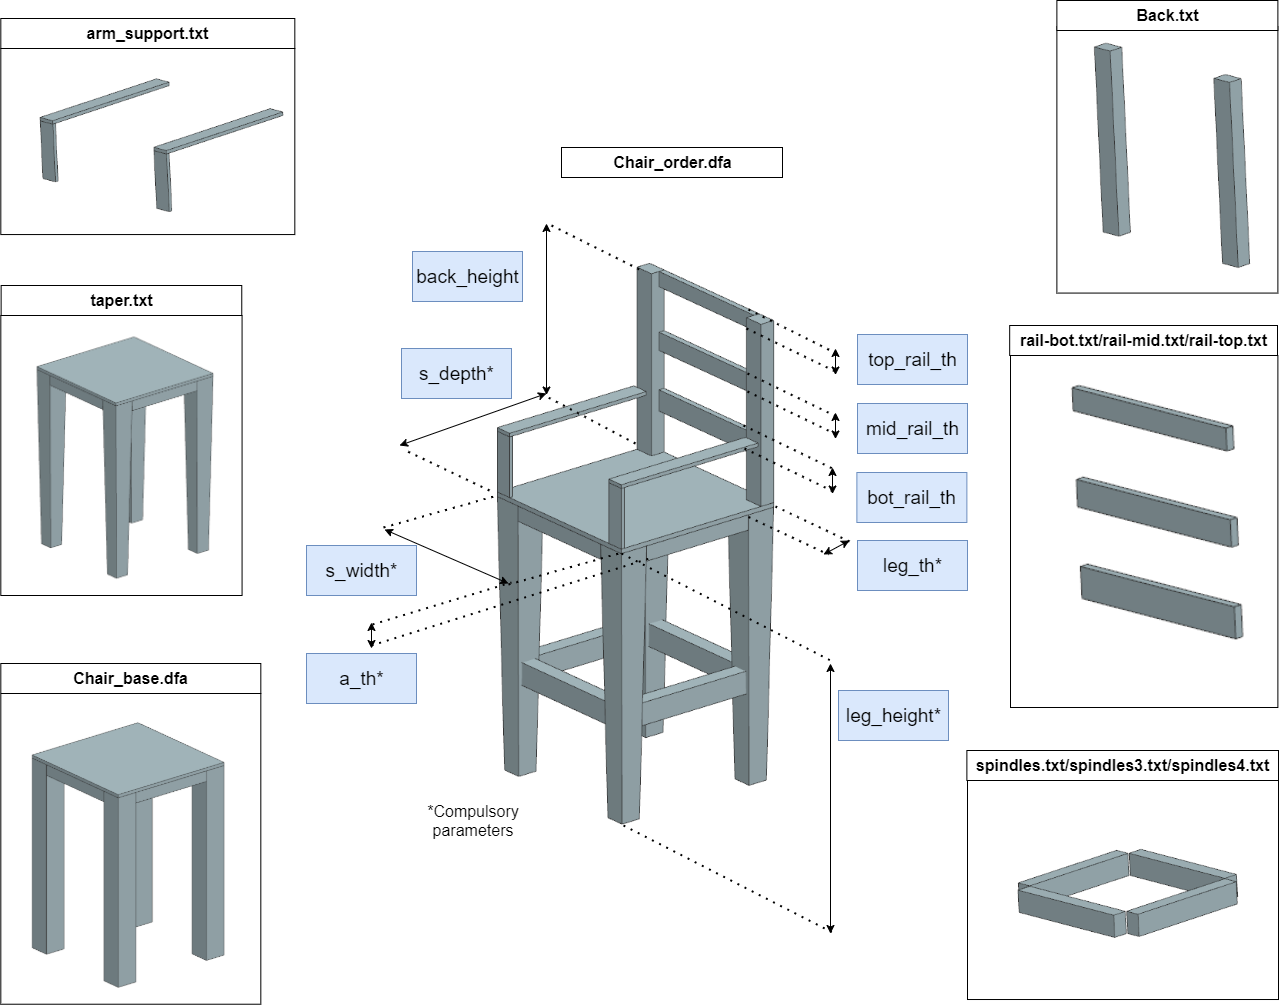 arm_support.txt
Back.txt
Chair_order.dfa
back_height
taper.txt
rail-bot.txt/rail-mid.txt/rail-top.txt
top_rail_th
s_depth*
mid_rail_th
bot_rail_th
s_width*
leg_th*
a_th*
Chair_base.dfa
leg_height*
spindles.txt/spindles3.txt/spindles4.txt
*Compulsory
parameters